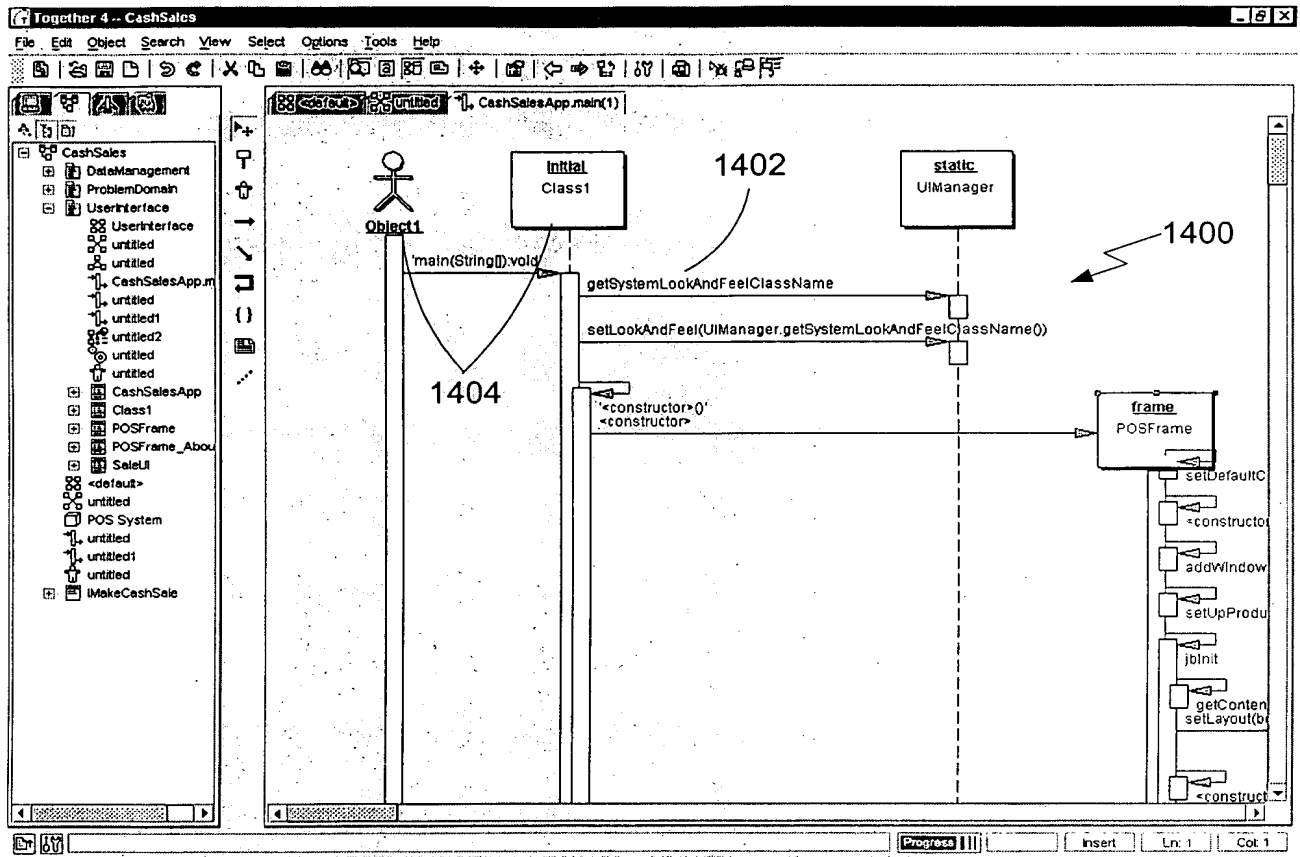 Together 4 -- CashSales
File Edit Object Search View Select Options Tools Help
<default> untitled CashSalesApp.main(1)
CashSales
DataManagement
ProblemDomain
UserInterface
UserInterface
untitled
untitled
CashSalesApp.m
untitled
untitled1
untitled2
untitled
untitled
CashSalesApp
Class1
POSFrame
POSFrame_Abou
SaleUI
<default>
untitled
POS System
untitled
untitled1
untitled
IMakeCashSale
Object1
Initial
Class1
1402
static
UIManager
1400
'main(String[]):void
getSystemLookAndFeelClassName
setLookAndFeel(UIManager.getSystemLookAndFeelClassName())
1404
'<constructor>()'
<constructor>
frame
POSFrame
setDefaultC
<constructor
addWindow
setUpProdu
jbInit
getConten
setLayout(b
<construct
Progress
Insert Ln: 1 Col: 1